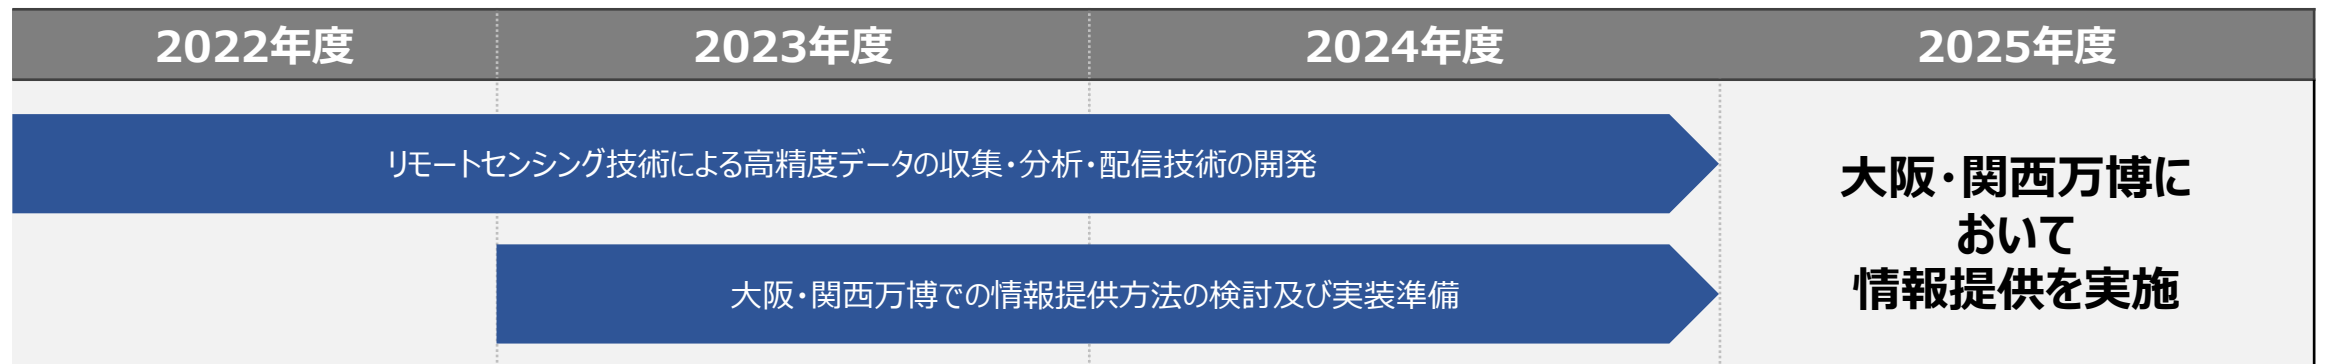 2022年度
2023年度
2024年度
2025年度
リモートセンシング技術による高精度データの収集・分析・配信技術の開発
大阪・関西万博での情報提供方法の検討及び実装準備
大阪・関西万博に
おいて
情報提供を実施